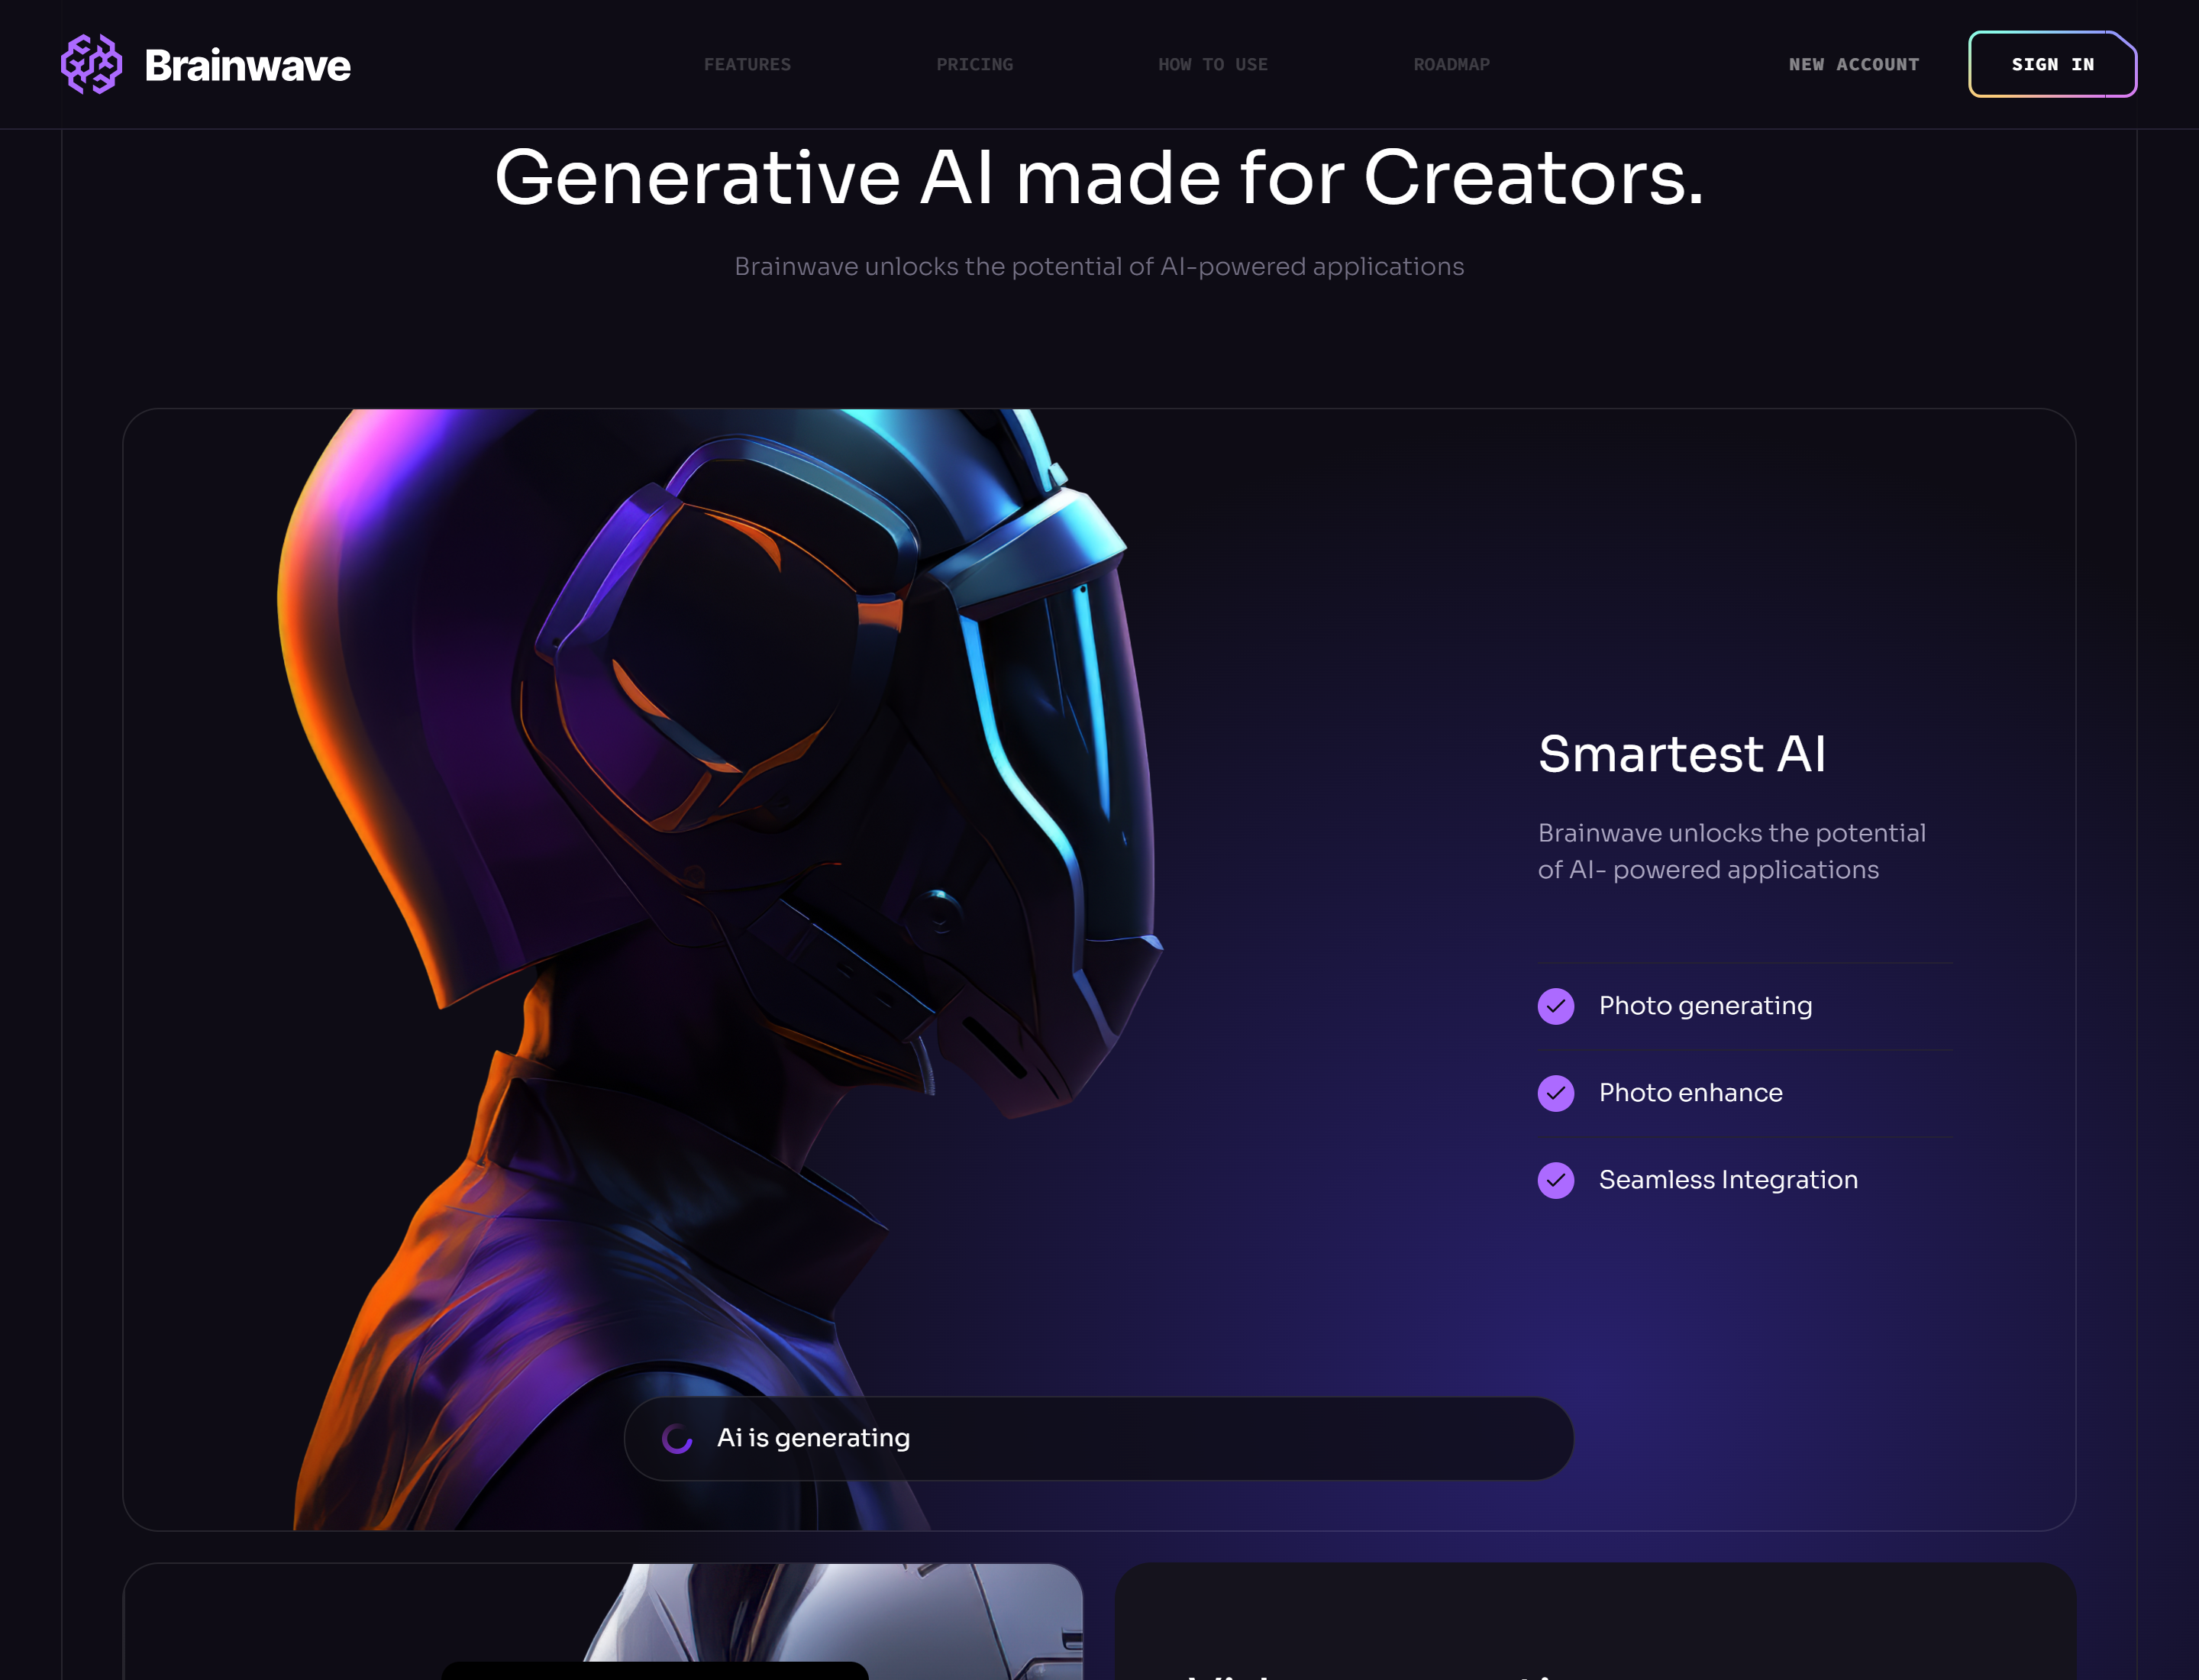 Brainwave
FEATURES
PRICING
HOW TO USE
ROADMAP
NEW ACCOUNT
SIGN IN
Generative AI made for Creators.
Brainwave unlocks the potential of AI-powered applications
Smartest AI
Brainwave unlocks the potential
of AI- powered applications
Photo generating
Photo enhance
Seamless Integration
Ai is generating